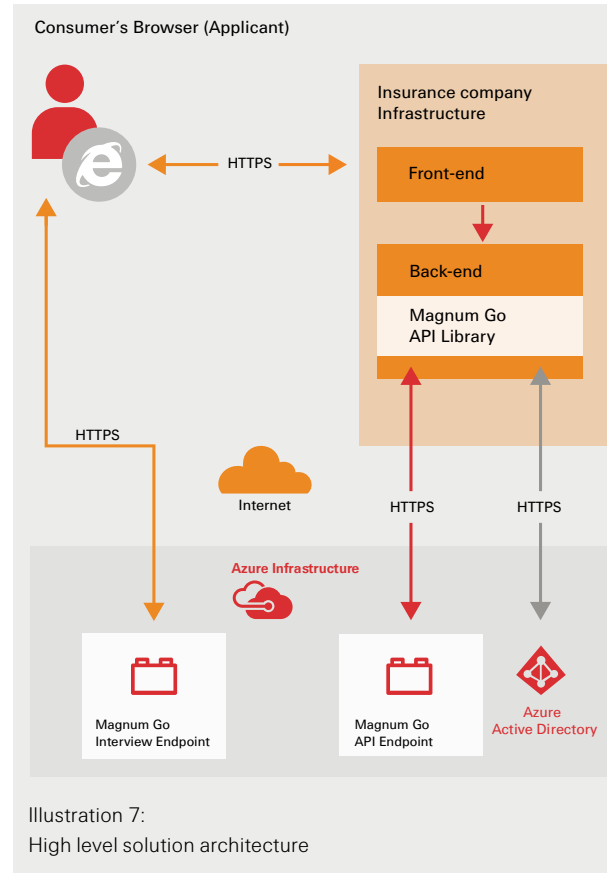 Consumer’s Browser (Applicant)
Insurance company
Infrastructure
HTTPS
Front-end
Back-end
Magnum Go
API Library
HTTPS
Internet
HTTPS
HTTPS
Azure Infrastructure
Magnum Go
Interview Endpoint
Magnum Go
API Endpoint
Azure
Active Directory
Illustration 7:
High level solution architecture